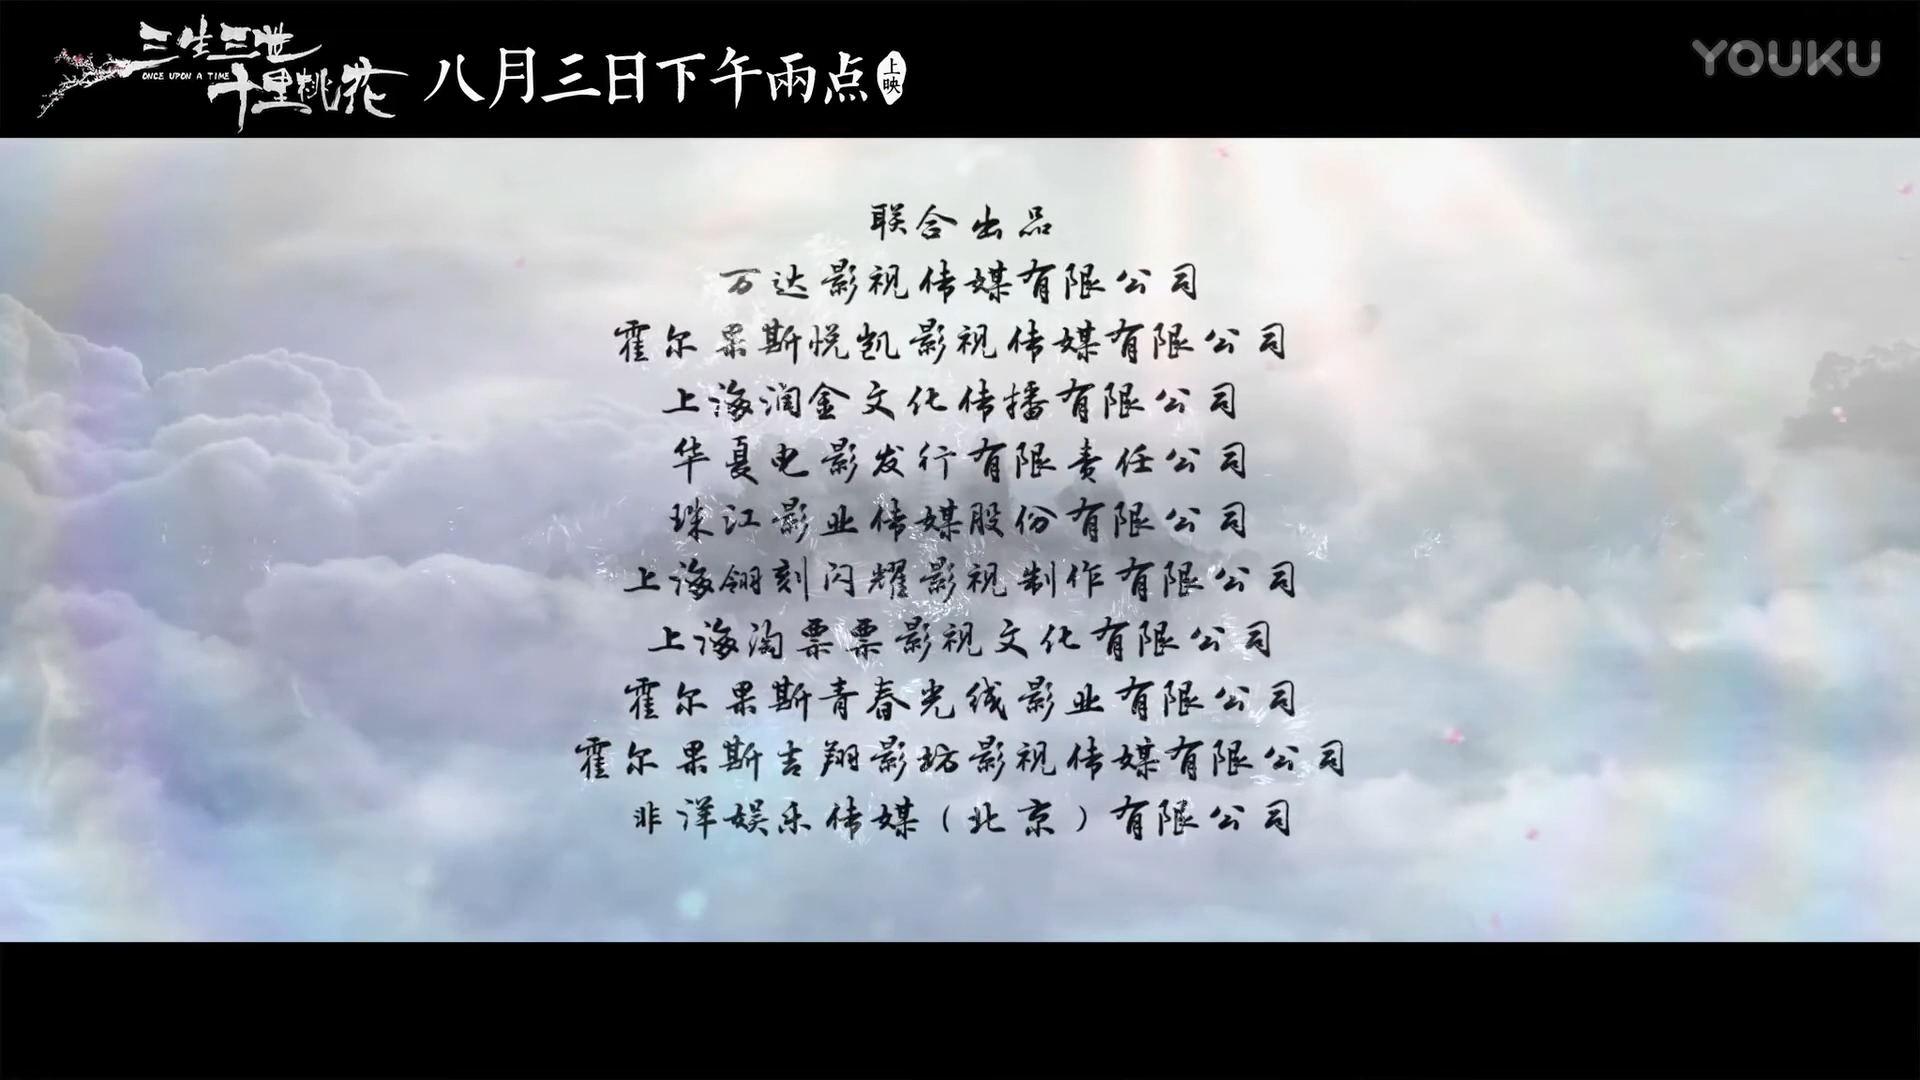 三生三世
ONCE UPON A TIME
十里桃花
八月三日下午兩点
上映
YOUKU
联合出品
万达影视传媒有限公司
霍尔果斯悦凯影视传媒有限公司
上海润金文化传播有限公司
华夏电影发行有限责任公司
珠江影业传媒股份有限公司
上海翎刻闪耀影视制作有限公司
上海淘票票影视文化有限公司
霍尔果斯青春光线影业有限公司
霍尔果斯吉翔影坊影视传媒有限公司
非洋娱乐传媒（北京）有限公司